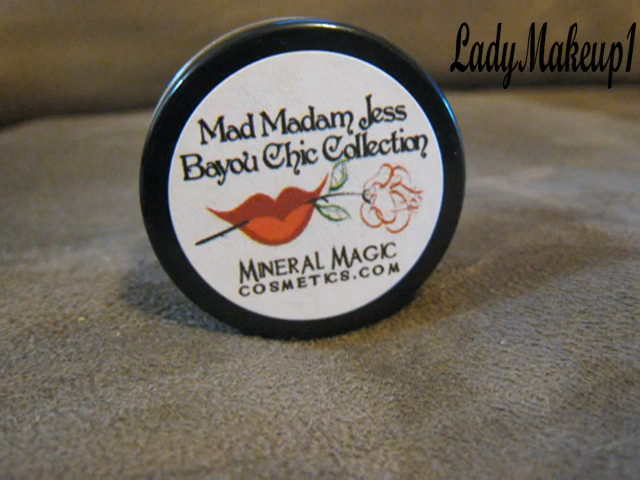 LadyMakeup1
Mad Madam Jess
Bayou Chic Collection
MINERAL MAGIC
COSMETICS.COM